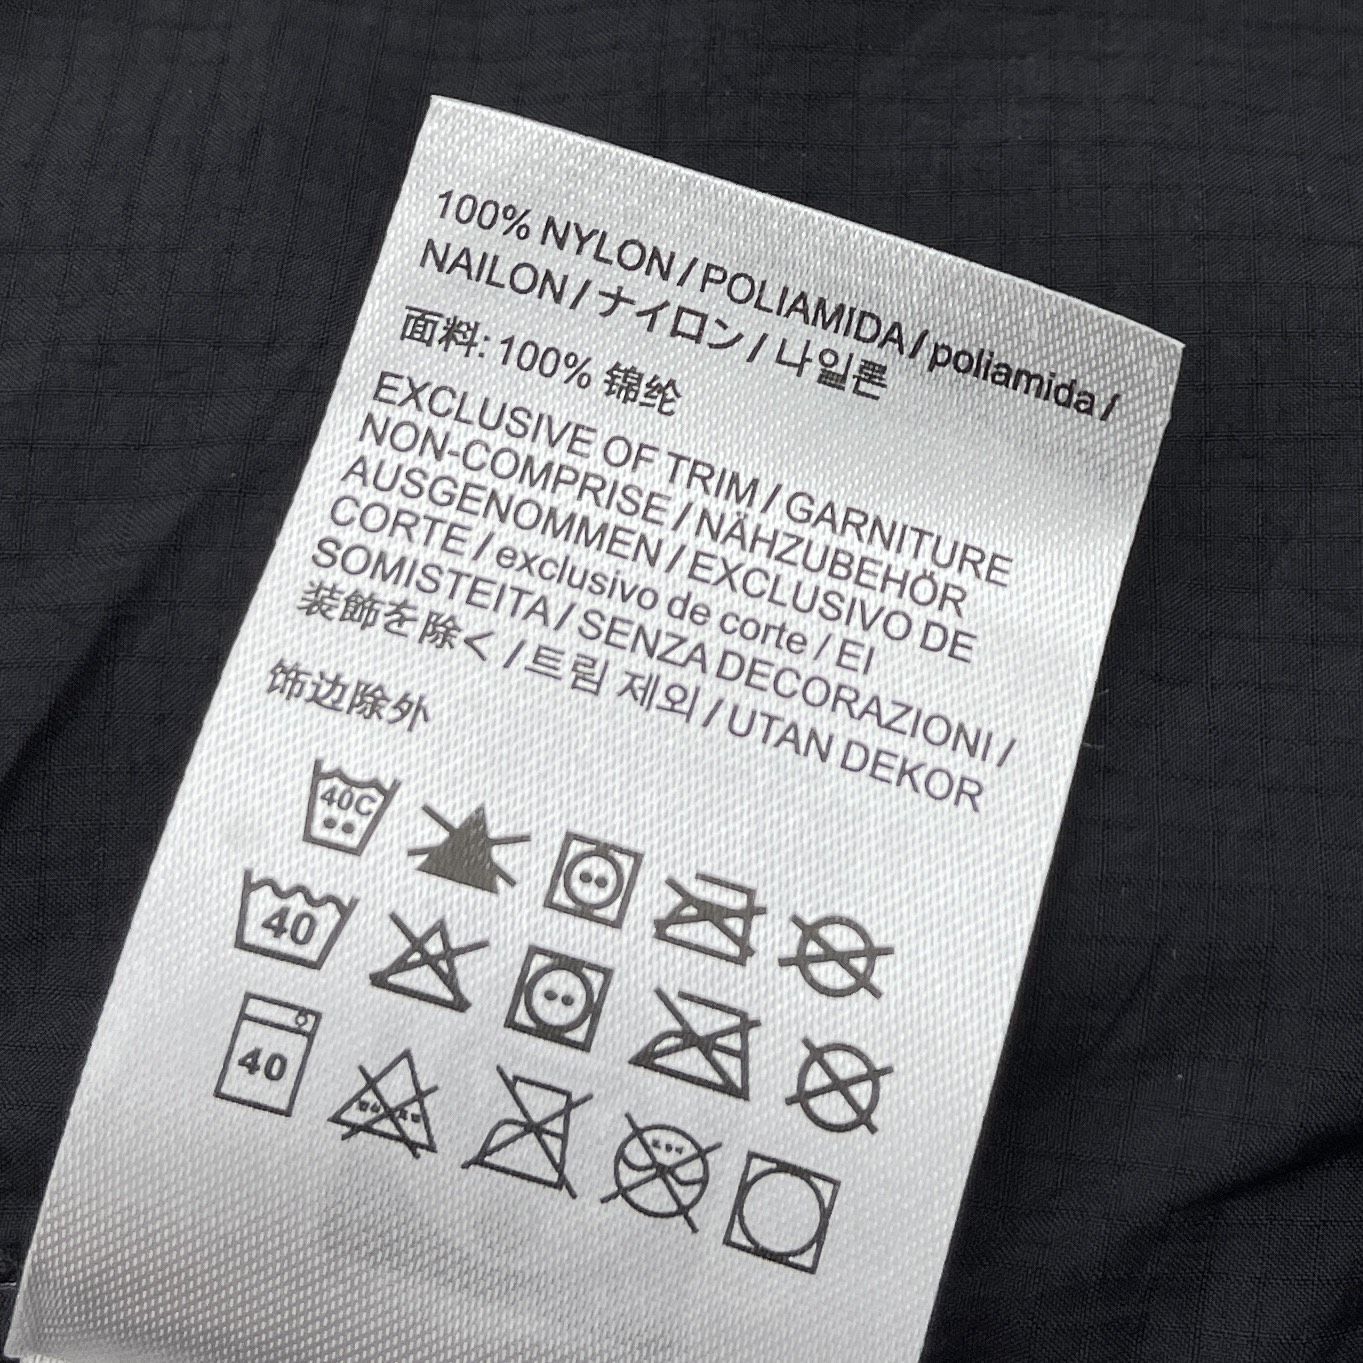 100% NYLON / POLIAMIDA / poliamida /
NAILON / ナイロン / 나일론
面料: 100% 锦纶
EXCLUSIVE OF TRIM / GARNITURE
NON-COMPRISE / NÄHZUBEHÖR
AUSGENOMMEN / EXCLUSIVO DE
CORTE / exclusivo de corte / EI
SOMISTEITA / SENZA DECORAZIONI /
装飾を除く / 트림 제외 / UTAN DEKOR
饰边除外
40C
40
40